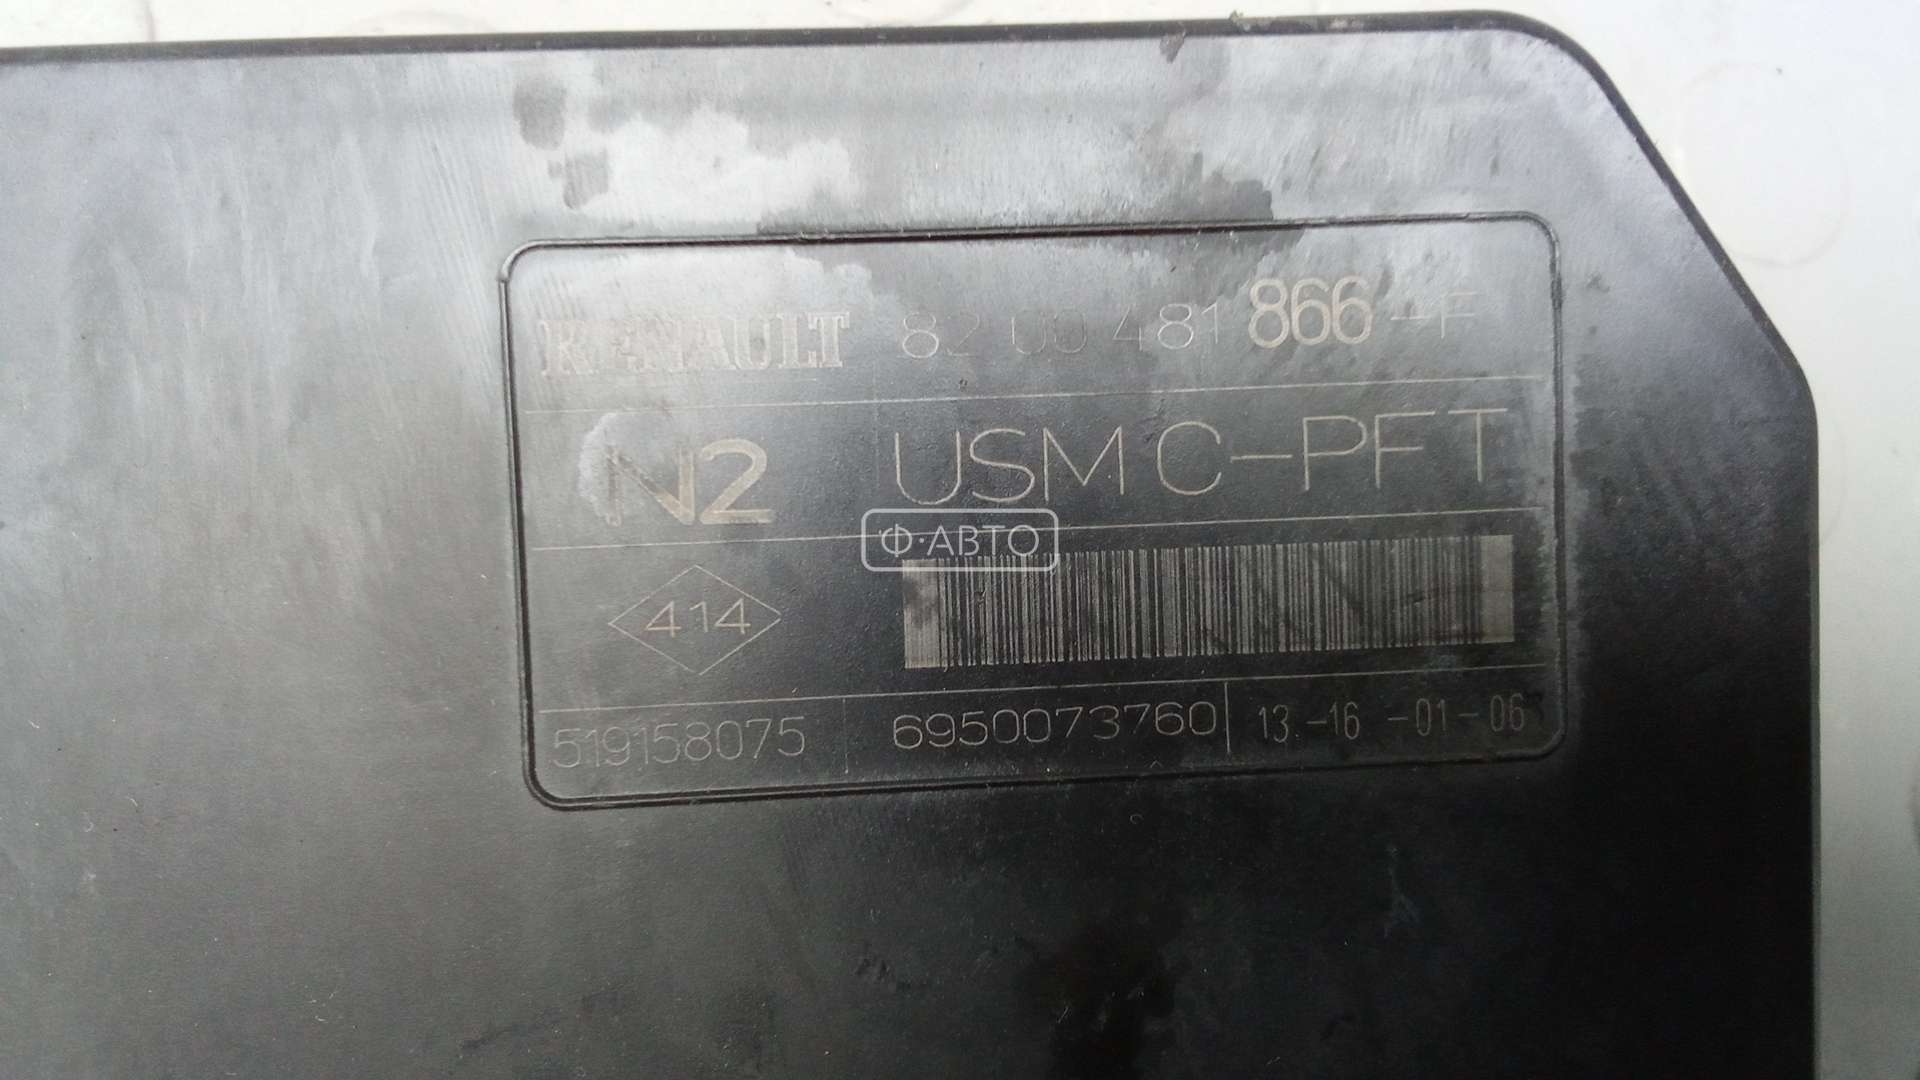 RENAULT 82 00 481 866--F
N2 USM C-PFT
Ф·АВТО
414
519158075 6950073760 13-16-01-06